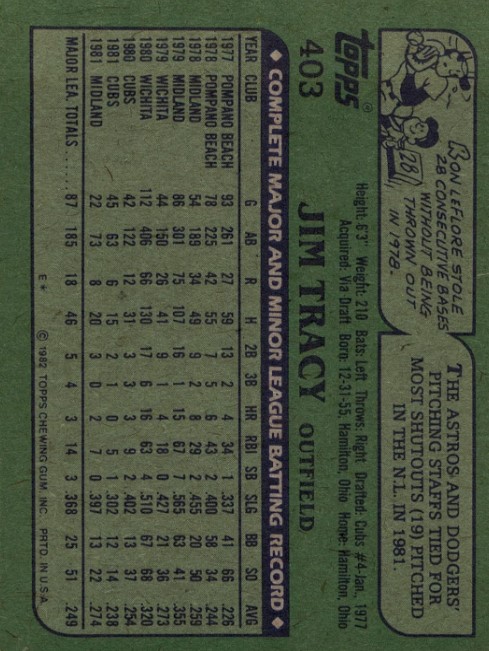 BON LEFLORE STOLE
28 CONSECUTIVE BASES
WITHOUT BEING
THROWN OUT
IN 1978.
28
THE ASTROS AND DODGERS'
PITCHING STAFFS TIED FOR
MOST SHUTOUTS (19) PITCHED
IN THE N.L. IN 1981.
topps®
403
Height: 6'3" Weight: 210 Bats: Left Throws: Right Drafted: Cubs #4-Jan., 1977
Acquired: Via Draft Born: 12-31-55, Hamilton, Ohio Home: Hamilton, Ohio
JIM TRACY OUTFIELD
◆ COMPLETE MAJOR AND MINOR LEAGUE BATTING RECORD ◆
YEAR CLUB G AB R H 2B 3B HR RBI SB SLG BB SO AVG
1977 POMPANO BEACH 93 261 27 59 13 2 4 34 1 .337 41 66 .226
1978 POMPANO BEACH 78 225 42 55 7 5 6 43 2 .400 58 34 .244
1978 MIDLAND 54 189 34 49 9 2 8 29 2 .455 20 50 .259
1979 MIDLAND 86 301 75 107 16 1 15 67 7 .565 63 41 .355
1979 WICHITA 44 150 26 41 9 1 4 18 0 .427 21 36 .273
1980 WICHITA 112 406 66 130 17 6 16 63 4 .510 67 68 .320
1980 CUBS 42 122 12 31 3 3 3 9 2 .402 13 37 .254
1981 CUBS 45 63 6 15 2 1 0 5 1 .302 12 14 .238
1981 MIDLAND 22 73 8 20 3 0 2 7 0 .397 13 22 .274
MAJOR LEA. TOTALS 87 185 18 46 5 4 3 14 3 .368 25 51 .249
E* © 1982 TOPPS CHEWING GUM INC. PRTD. IN U.S.A.